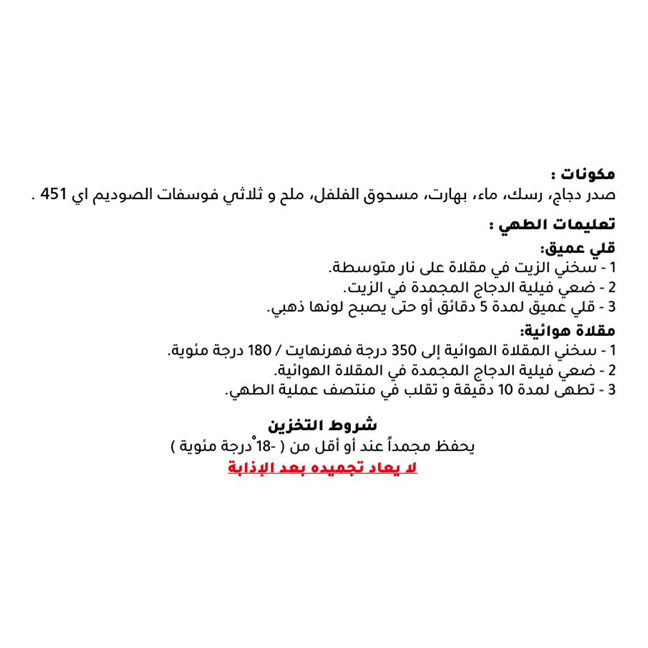 مكونات :
صدر دجاج، رسك، ماء، بهارت، مسحوق الفلفل، ملح و ثلاثي فوسفات الصوديم اي 451 .
تعليمات الطهي :
قلي عميق:
1 - سخني الزيت في مقلاة على نار متوسطة.
2 - ضعي فيلية الدجاج المجمدة في الزيت.
3 - قلي عميق لمدة 5 دقائق أو حتى يصبح لونها ذهبي.
مقلاة هوائية:
1 - سخني المقلاة الهوائية إلى 350 درجة فهرنهايت / 180 درجة مئوية.
2 - ضعي فيلية الدجاج المجمدة في المقلاة الهوائية.
3 - تطهى لمدة 10 دقيقة و تقلب في منتصف عملية الطهي.
شروط التخزين
يحفظ مجمداً عند أو أقل من ( -18 ْدرجة مئوية )
لا يعاد تجميده بعد الإذابة